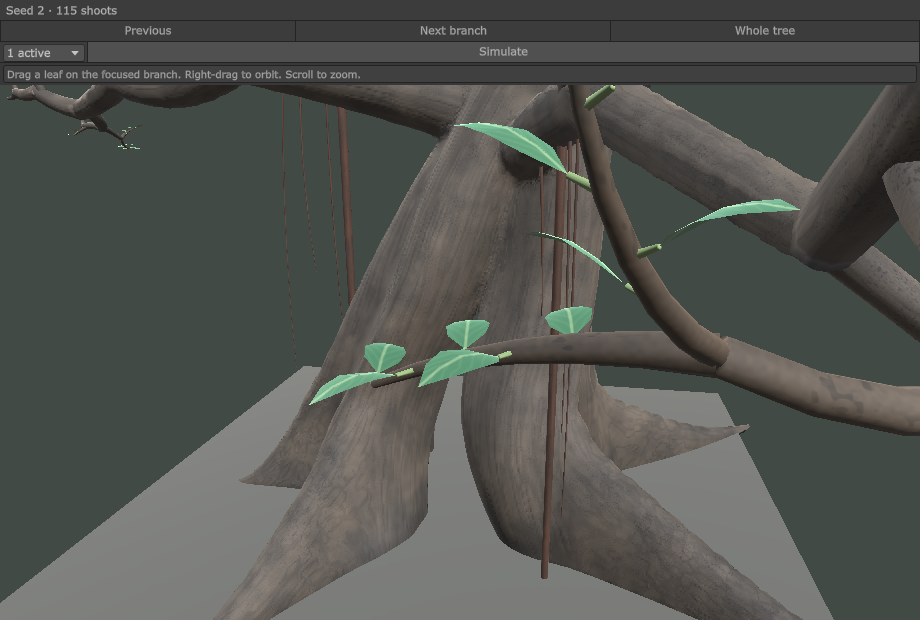 Seed 2 · 115 shoots
Previous
Next branch
Whole tree
1 active
Simulate
Drag a leaf on the focused branch. Right-drag to orbit. Scroll to zoom.